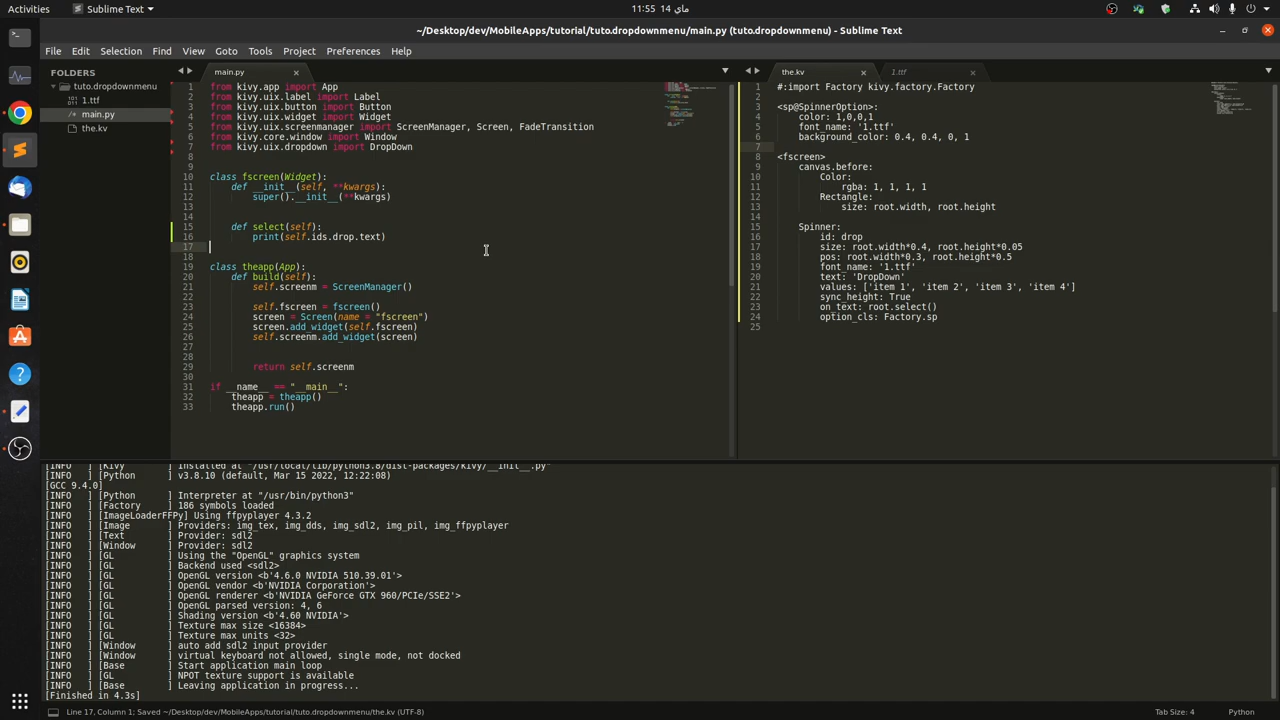 Activities
Sublime Text
11:55 14 ماي
~/Desktop/dev/MobileApps/tutorial/tuto.dropdownmenu/main.py (tuto.dropdownmenu) - Sublime Text
File Edit Selection Find View Goto Tools Project Preferences Help
FOLDERS
tuto.dropdownmenu
1.ttf
main.py
the.kv
main.py
1 from kivy.app import App
2 from kivy.uix.label import Label
3 from kivy.uix.button import Button
4 from kivy.uix.widget import Widget
5 from kivy.uix.screenmanager import ScreenManager, Screen, FadeTransition
6 from kivy.core.window import Window
7 from kivy.uix.dropdown import DropDown
8
9
10 class fscreen(Widget):
11 def __init__(self, **kwargs):
12 super().__init__(**kwargs)
13
14
15 def select(self):
16 print(self.ids.drop.text)
17
18
19 class theapp(App):
20 def build(self):
21 self.screenm = ScreenManager()
22
23 self.fscreen = fscreen()
24 screen = Screen(name = "fscreen")
25 screen.add_widget(self.fscreen)
26 self.screenm.add_widget(screen)
27
28
29 return self.screenm
30
31 if __name__ == "__main__":
32 theapp = theapp()
33 theapp.run()
the.kv
1.ttf
1 #:import Factory kivy.factory.Factory
2
3 <sp@SpinnerOption>:
4 color: 1,0,0,1
5 font_name: '1.ttf'
6 background_color: 0.4, 0.4, 0, 1
7
8 <fscreen>
9 canvas.before:
10 Color:
11 rgba: 1, 1, 1, 1
12 Rectangle:
13 size: root.width, root.height
14
15 Spinner:
16 id: drop
17 size: root.width*0.4, root.height*0.05
18 pos: root.width*0.3, root.height*0.5
19 font_name: '1.ttf'
20 text: 'DropDown'
21 values: ['item 1', 'item 2', 'item 3', 'item 4']
22 sync_height: True
23 on_text: root.select()
24 option_cls: Factory.sp
25
[INFO ] [Kivy ] Installed at "/usr/local/lib/python3.8/dist-packages/kivy/__init__.py"
[INFO ] [Python ] v3.8.10 (default, Mar 15 2022, 12:22:08)
[GCC 9.4.0]
[INFO ] [Python ] Interpreter at "/usr/bin/python3"
[INFO ] [Factory ] 186 symbols loaded
[INFO ] [ImageLoaderFFPy] Using ffpyplayer 4.3.2
[INFO ] [Image ] Providers: img_tex, img_dds, img_sdl2, img_pil, img_ffpyplayer
[INFO ] [Text ] Provider: sdl2
[INFO ] [Window ] Provider: sdl2
[INFO ] [GL ] Using the "OpenGL" graphics system
[INFO ] [GL ] Backend used <sdl2>
[INFO ] [GL ] OpenGL version <b'4.6.0 NVIDIA 510.39.01'>
[INFO ] [GL ] OpenGL vendor <b'NVIDIA Corporation'>
[INFO ] [GL ] OpenGL renderer <b'NVIDIA GeForce GTX 960/PCIe/SSE2'>
[INFO ] [GL ] OpenGL parsed version: 4, 6
[INFO ] [GL ] Shading version <b'4.60 NVIDIA'>
[INFO ] [GL ] Texture max size <16384>
[INFO ] [GL ] Texture max units <32>
[INFO ] [Window ] auto add sdl2 input provider
[INFO ] [Window ] virtual keyboard not allowed, single mode, not docked
[INFO ] [Base ] Start application main loop
[INFO ] [GL ] NPOT texture support is available
[INFO ] [Base ] Leaving application in progress...
[Finished in 4.3s]
Line 17, Column 1; Saved ~/Desktop/dev/MobileApps/tutorial/tuto.dropdownmenu/the.kv (UTF-8)
Tab Size: 4
Python